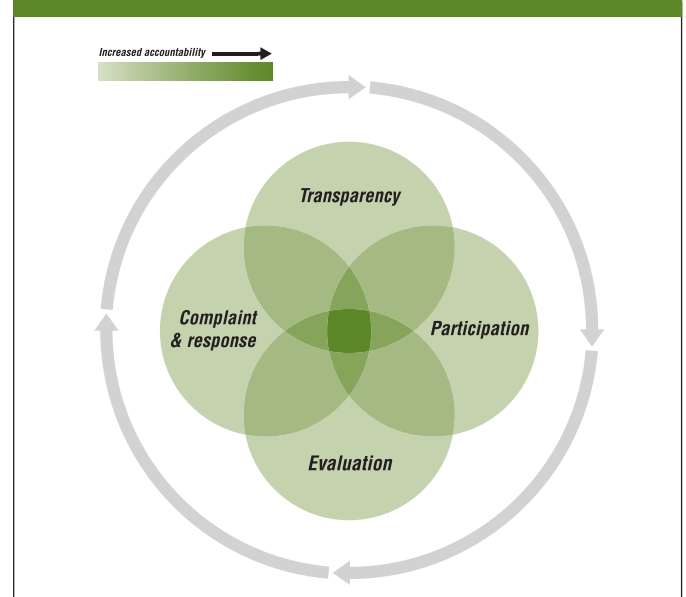 Increased accountability
Transparency
Complaint
& response
Participation
Evaluation